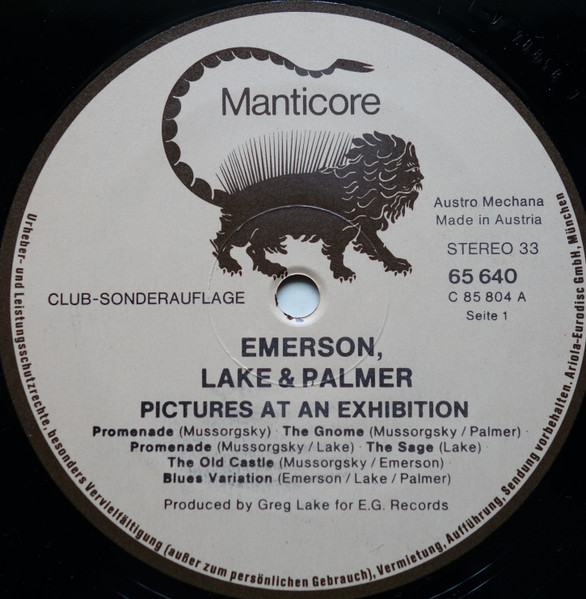 Manticore
Austro Mechana
Made in Austria
STEREO 33
65 640
C 85 804 A
Seite 1
CLUB-SONDERAUFLAGE
EMERSON,
LAKE & PALMER
PICTURES AT AN EXHIBITION
Promenade (Mussorgsky) · The Gnome (Mussorgsky / Palmer) ·
Promenade (Mussorgsky / Lake) · The Sage (Lake)
The Old Castle (Mussorgsky / Emerson) ·
Blues Variation (Emerson / Lake / Palmer)
Produced by Greg Lake for E.G. Records
Urheber- und Leistungsschutzrechte, besonders Vervielfältigung (außer zum persönlichen Gebrauch), Vermietung, Aufführung, Sendung vorbehalten. Ariola-Eurodisc GmbH, München